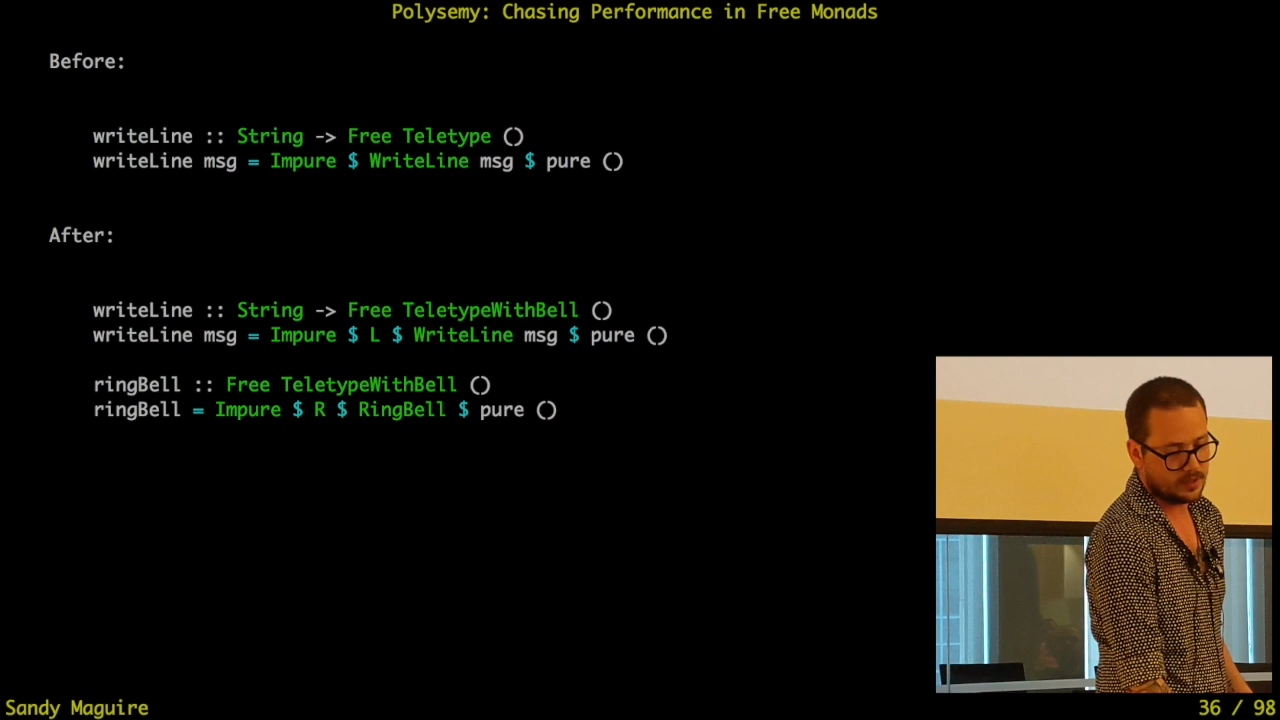 Polysemy: Chasing Performance in Free Monads
Before:
writeLine :: String -> Free Teletype ()
writeLine msg = Impure $ WriteLine msg $ pure ()
After:
writeLine :: String -> Free TeletypeWithBell ()
writeLine msg = Impure $ L $ WriteLine msg $ pure ()
ringBell :: Free TeletypeWithBell ()
ringBell = Impure $ R $ RingBell $ pure ()
Sandy Maguire
36 / 98